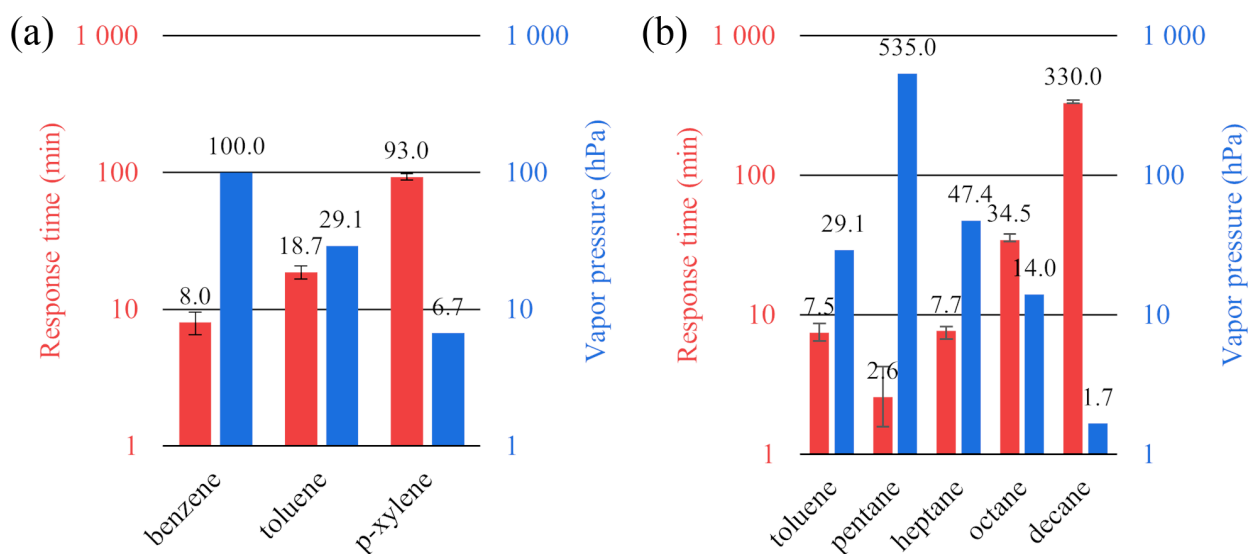 (a)
1 000
1 000
100.0
93.0
100
100
29.1
18.7
8.0
6.7
10
10
1
1
Response time (min)
Vapor pressure (hPa)
benzene
toluene
p-xylene
(b)
1 000
1 000
535.0
330.0
100
100
47.4
34.5
29.1
14.0
10
10
7.5
7.7
2.6
1.7
1
1
Response time (min)
Vapor pressure (hPa)
toluene
pentane
heptane
octane
decane